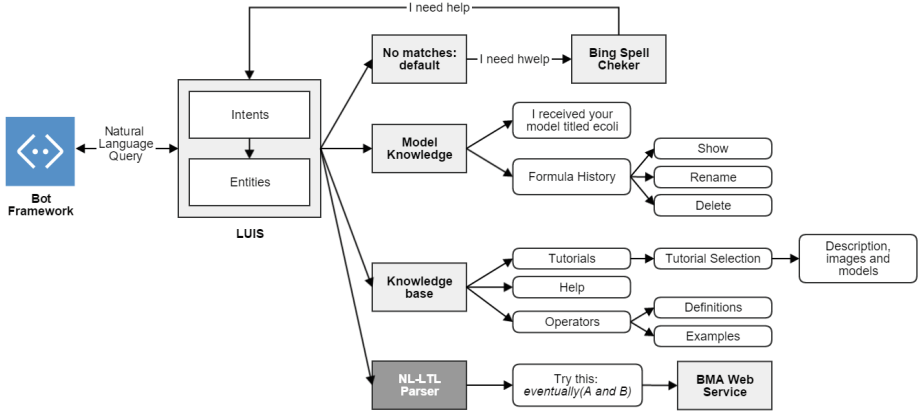 I need help
No matches:
default
I need hwelp
Bing Spell
Cheker
Intents
Entities
LUIS
Natural
Language
Query
Bot
Framework
Model
Knowledge
I received your
model titled ecoli
Formula History
Show
Rename
Delete
Knowledge
base
Tutorials
Tutorial Selection
Description,
images and
models
Help
Operators
Definitions
Examples
NL-LTL
Parser
Try this:
eventually(A and B)
BMA Web
Service